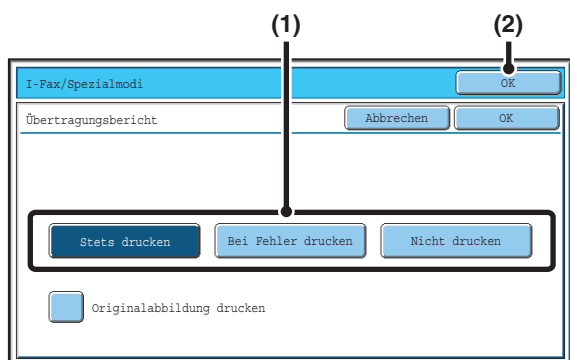 (1) (2)
I-Fax/Spezialmodi OK
Übertragungsbericht Abbrechen OK
Stets drucken Bei Fehler drucken Nicht drucken
Originalabbildung drucken